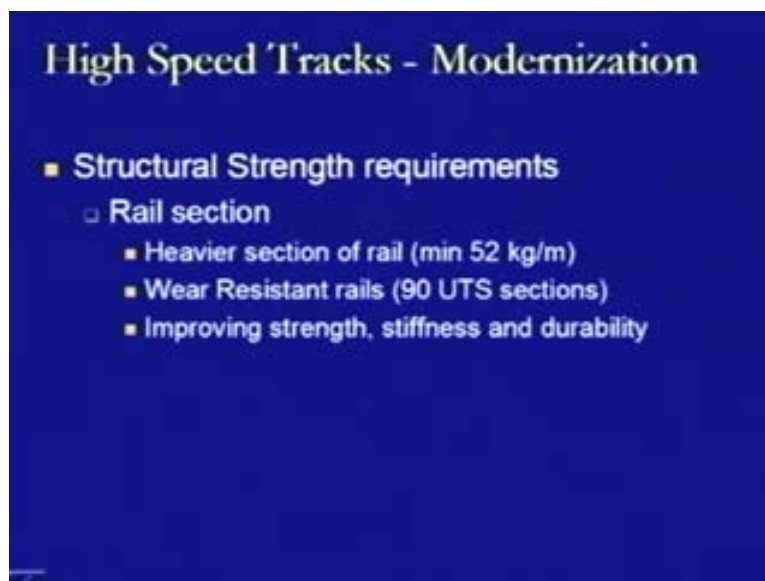 High Speed Tracks - Modernization
Structural Strength requirements
Rail section
Heavier section of rail (min 52 kg/m)
Wear Resistant rails (90 UTS sections)
Improving strength, stiffness and durability